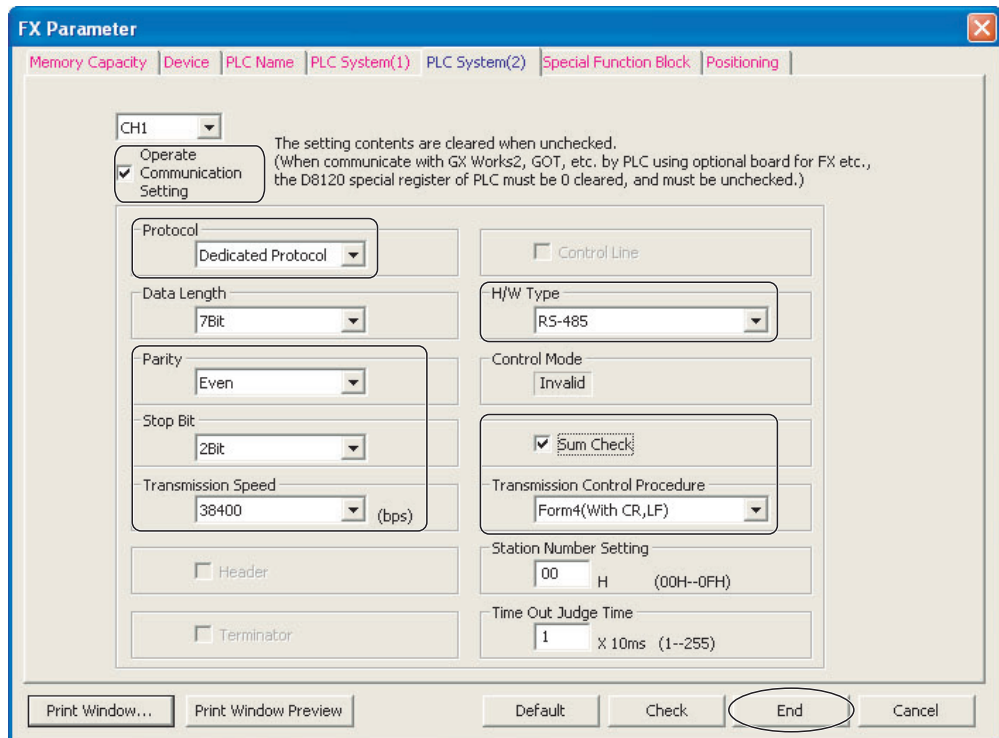 FX Parameter
Memory Capacity Device PLC Name PLC System(1) PLC System(2) Special Function Block Positioning
CH1
Operate Communication Setting
The setting contents are cleared when unchecked.
(When communicate with GX Works2, GOT, etc. by PLC using optional board for FX etc.,
the D8120 special register of PLC must be 0 cleared, and must be unchecked.)
Protocol
Dedicated Protocol
Control Line
Data Length
7Bit
H/W Type
RS-485
Parity
Even
Control Mode
Invalid
Stop Bit
2Bit
Sum Check
Transmission Speed
38400 (bps)
Transmission Control Procedure
Form4(With CR,LF)
Header
Station Number Setting
00 H (00H--0FH)
Terminator
Time Out Judge Time
1 X 10ms (1--255)
Print Window... Print Window Preview Default Check End Cancel